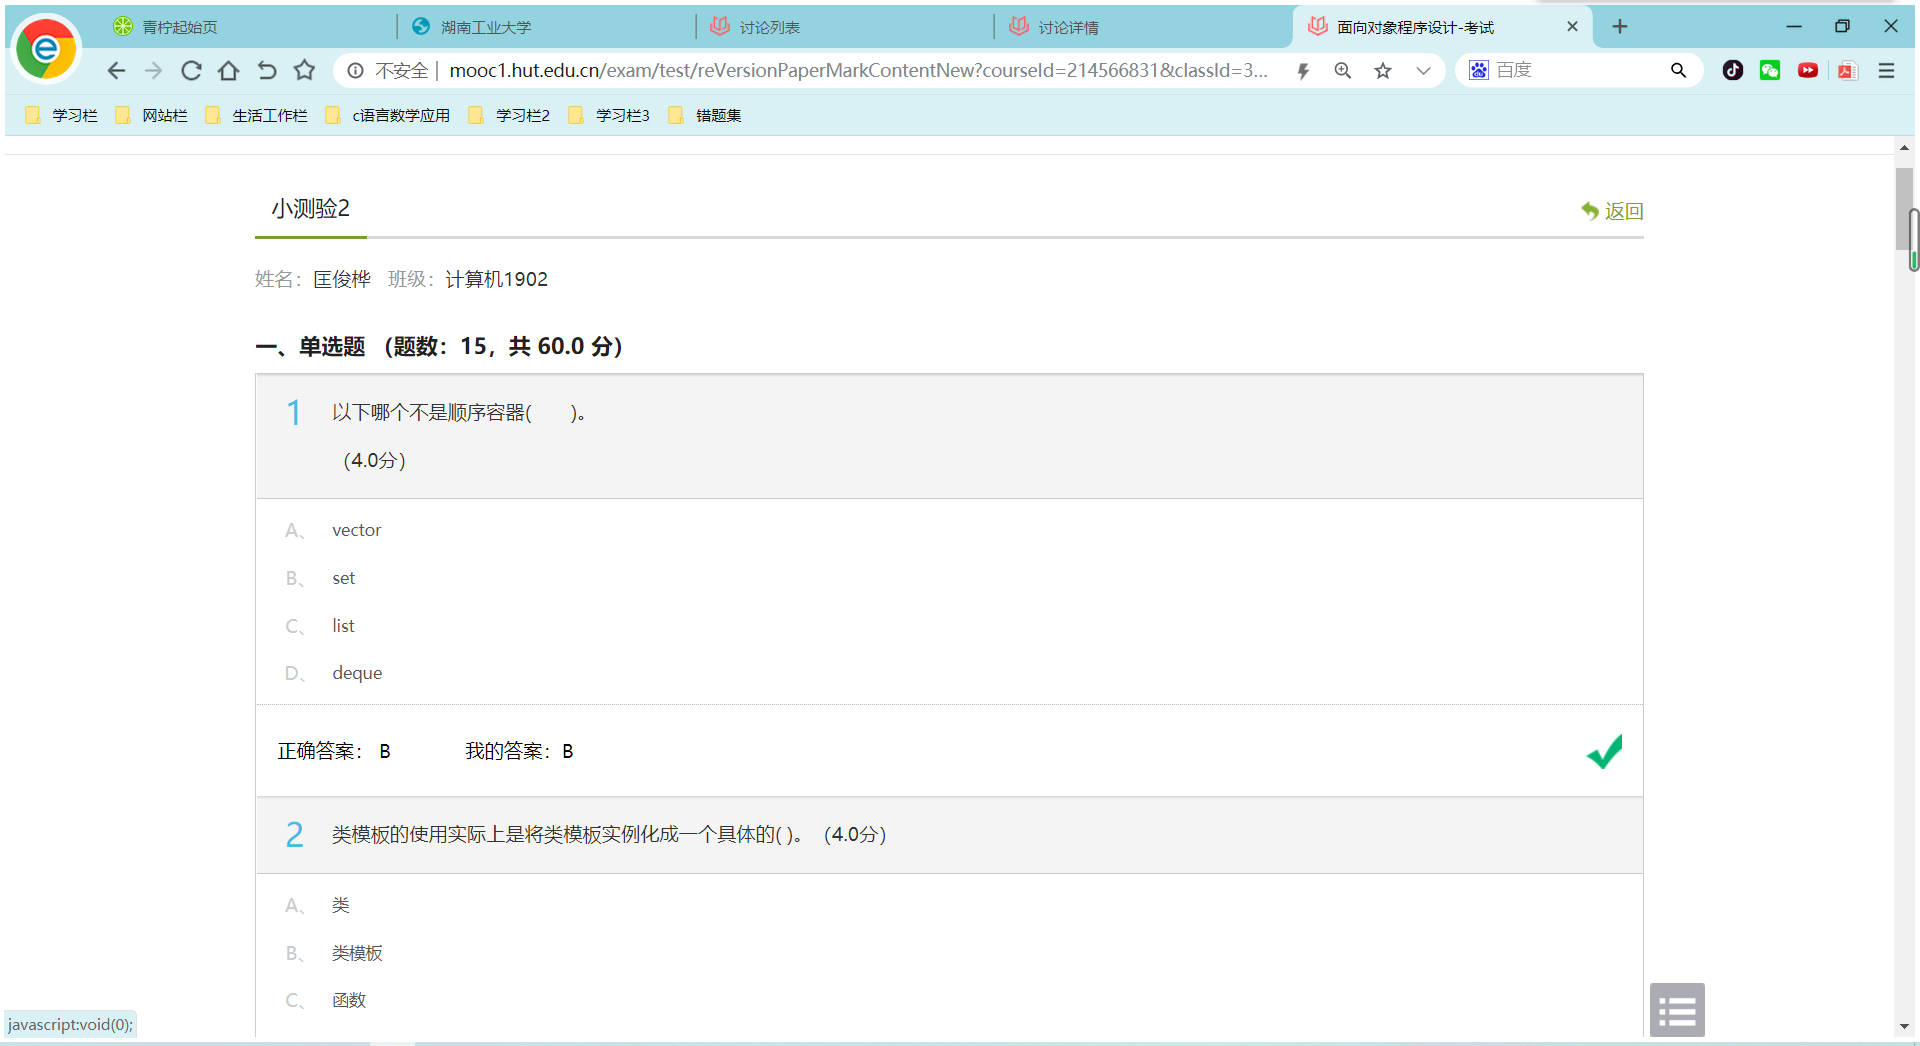 青柠起始页
湖南工业大学
讨论列表
讨论详情
面向对象程序设计-考试
不安全
mooc1.hut.edu.cn/exam/test/reVersionPaperMarkContentNew?courseId=214566831&classId=3...
百度
学习栏
网站栏
生活工作栏
c语言数学应用
学习栏2
学习栏3
错题集
小测验2
返回
姓名：匡俊桦 班级：计算机1902
一、单选题 （题数：15，共 60.0 分）
1 以下哪个不是顺序容器( )。
（4.0分）
A、 vector
B、 set
C、 list
D、 deque
正确答案： B 我的答案：B
2 类模板的使用实际上是将类模板实例化成一个具体的( )。（4.0分）
A、 类
B、 类模板
C、 函数
javascript:void(0);